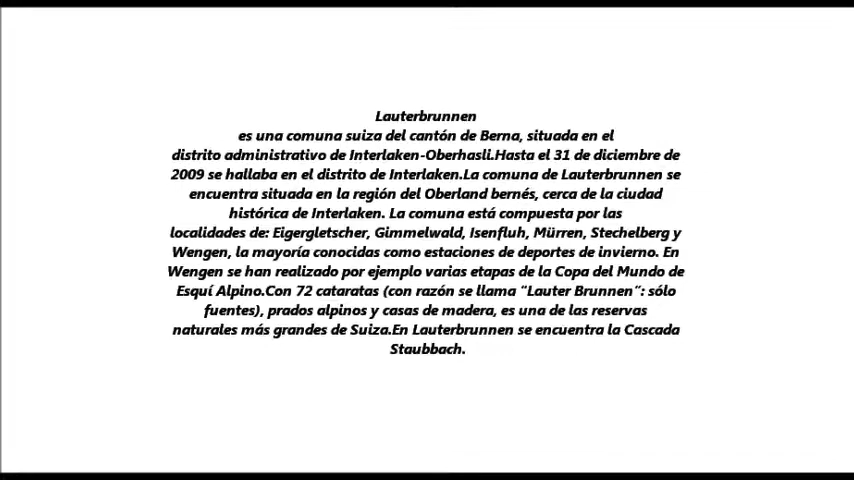 Lauterbrunnen
es una comuna suiza del cantón de Berna, situada en el
distrito administrativo de Interlaken-Oberhasli.Hasta el 31 de diciembre de
2009 se hallaba en el distrito de Interlaken.La comuna de Lauterbrunnen se
encuentra situada en la región del Oberland bernés, cerca de la ciudad
histórica de Interlaken. La comuna está compuesta por las
localidades de: Eigergletscher, Gimmelwald, Isenfluh, Mürren, Stechelberg y
Wengen, la mayoría conocidas como estaciones de deportes de invierno. En
Wengen se han realizado por ejemplo varias etapas de la Copa del Mundo de
Esquí Alpino.Con 72 cataratas (con razón se llama "Lauter Brunnen": sólo
fuentes), prados alpinos y casas de madera, es una de las reservas
naturales más grandes de Suiza.En Lauterbrunnen se encuentra la Cascada
Staubbach.